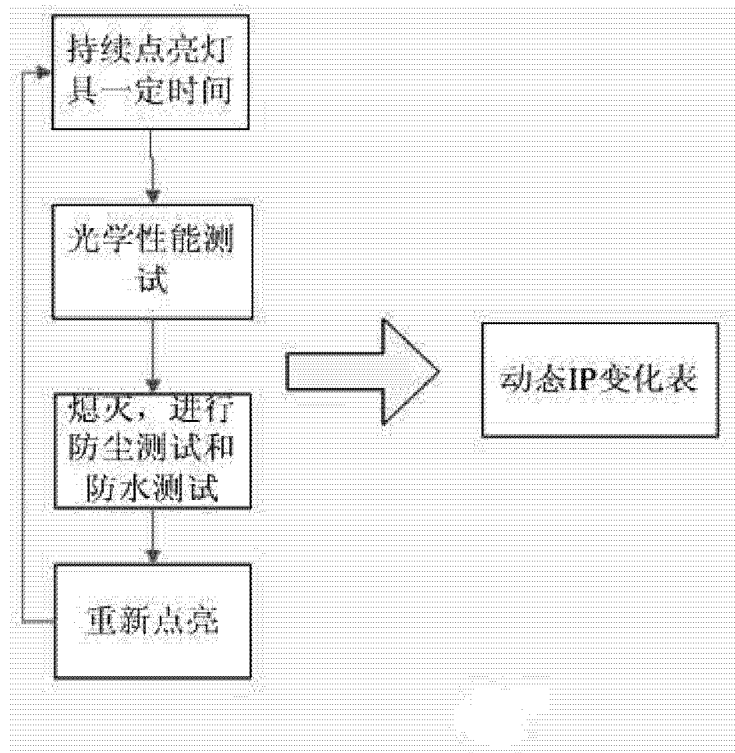 持续点亮灯
具一定时间
光学性能测
试
熄灭，进行
防尘测试和
防水测试
重新点亮
动态IP变化表